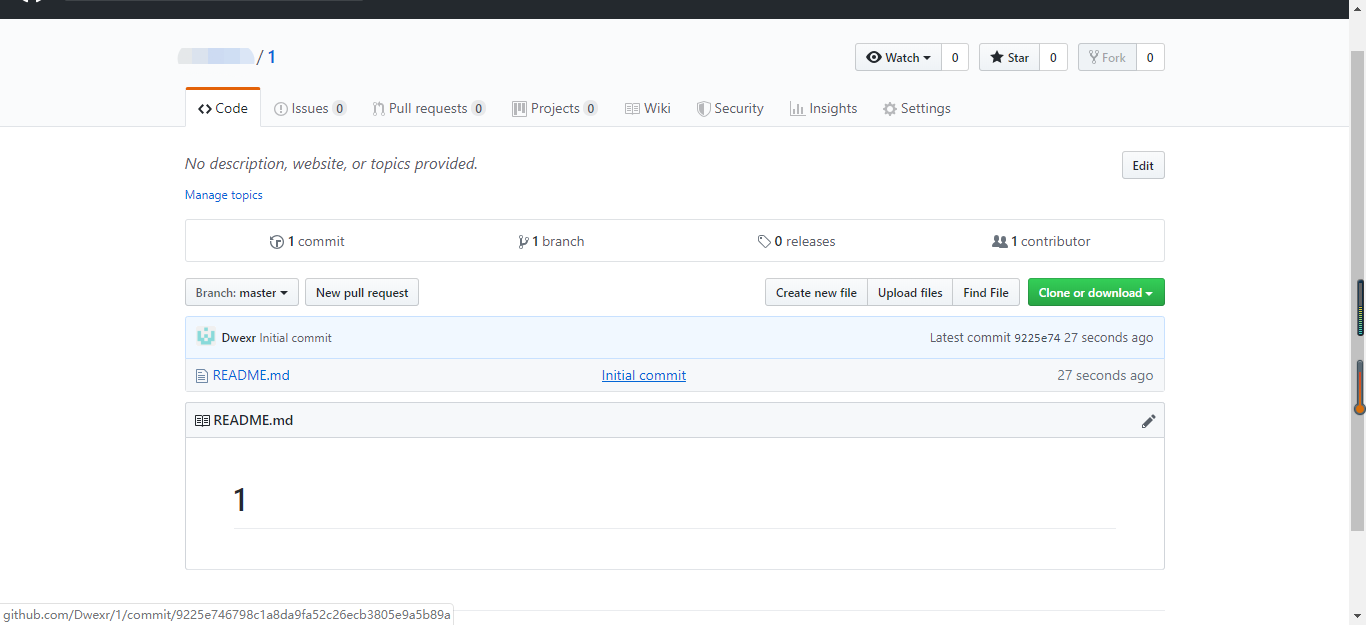 / 1
Watch 0 Star 0 Fork 0
Code Issues 0 Pull requests 0 Projects 0 Wiki Security Insights Settings
No description, website, or topics provided.
Edit
Manage topics
1 commit 1 branch 0 releases 1 contributor
Branch: master New pull request Create new file Upload files Find File Clone or download
Dwexr Initial commit Latest commit 9225e74 27 seconds ago
README.md Initial commit 27 seconds ago
README.md
1
github.com/Dwexr/1/commit/9225e746798c1a8da9fa52c26ecb3805e9a5b89a